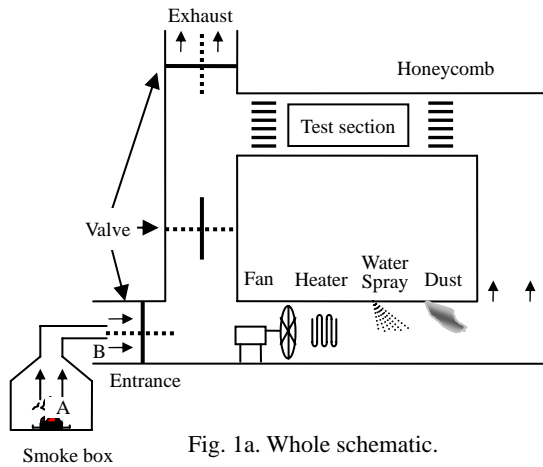 Exhaust
Honeycomb
Test section
Valve
Fan
Heater
Water
Spray
Dust
B
Entrance
A
Smoke box
Fig. 1a. Whole schematic.